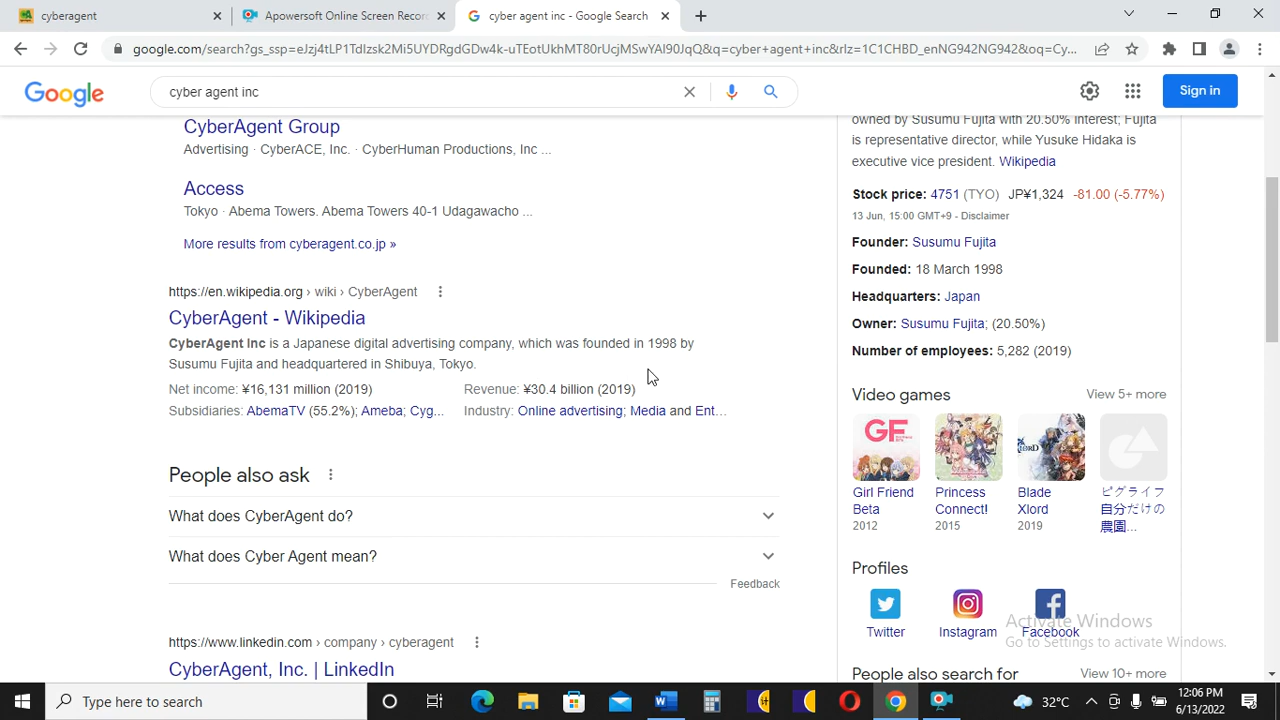 cyberagent
Apowersoft Online Screen Recor
cyber agent inc - Google Search
google.com/search?gs_ssp=eJzj4tLP1Tdlzsk2Mi5UYDRgdGDw4k-uTEotUkhMT80rUcjMSwYAl90JqQ&q=cyber+agent+inc&rlz=1C1CHBD_enNG942NG942&oq=Cy...
Google
cyber agent inc
Sign in
CyberAgent Group
Advertising · CyberACE, Inc. · CyberHuman Productions, Inc ...
Access
Tokyo · Abema Towers. Abema Towers 40-1 Udagawacho ...
More results from cyberagent.co.jp »
https://en.wikipedia.org › wiki › CyberAgent
CyberAgent - Wikipedia
CyberAgent Inc is a Japanese digital advertising company, which was founded in 1998 by
Susumu Fujita and headquartered in Shibuya, Tokyo.
Net income: ¥16,131 million (2019)
Revenue: ¥30.4 billion (2019)
Subsidiaries: AbemaTV (55.2%); Ameba; Cyg...
Industry: Online advertising; Media and Ent...
People also ask
What does CyberAgent do?
What does Cyber Agent mean?
Feedback
https://www.linkedin.com › company › cyberagent
CyberAgent, Inc. | LinkedIn
owned by Susumu Fujita with 20.50% interest; Fujita
is representative director, while Yusuke Hidaka is
executive vice president. Wikipedia
Stock price: 4751 (TYO) JP¥1,324 -81.00 (-5.77%)
13 Jun, 15:00 GMT+9 - Disclaimer
Founder: Susumu Fujita
Founded: 18 March 1998
Headquarters: Japan
Owner: Susumu Fujita; (20.50%)
Number of employees: 5,282 (2019)
Video games
View 5+ more
GF
Girl Friend
Beta
2012
Princess
Connect!
2015
Blade
Xlord
2019
ピグライフ
自分だけの
農園...
Profiles
Twitter
Instagram
Facebook
Activate Windows
Go to Settings to activate Windows.
People also search for
View 10+ more
Type here to search
32°C
12:06 PM
6/13/2022